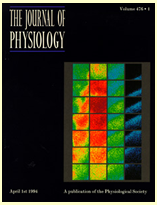 THE JOURNAL OF
PHYSIOLOGY
Volume 476 • 1
April 1st 1994
A publication of the Physiological Society